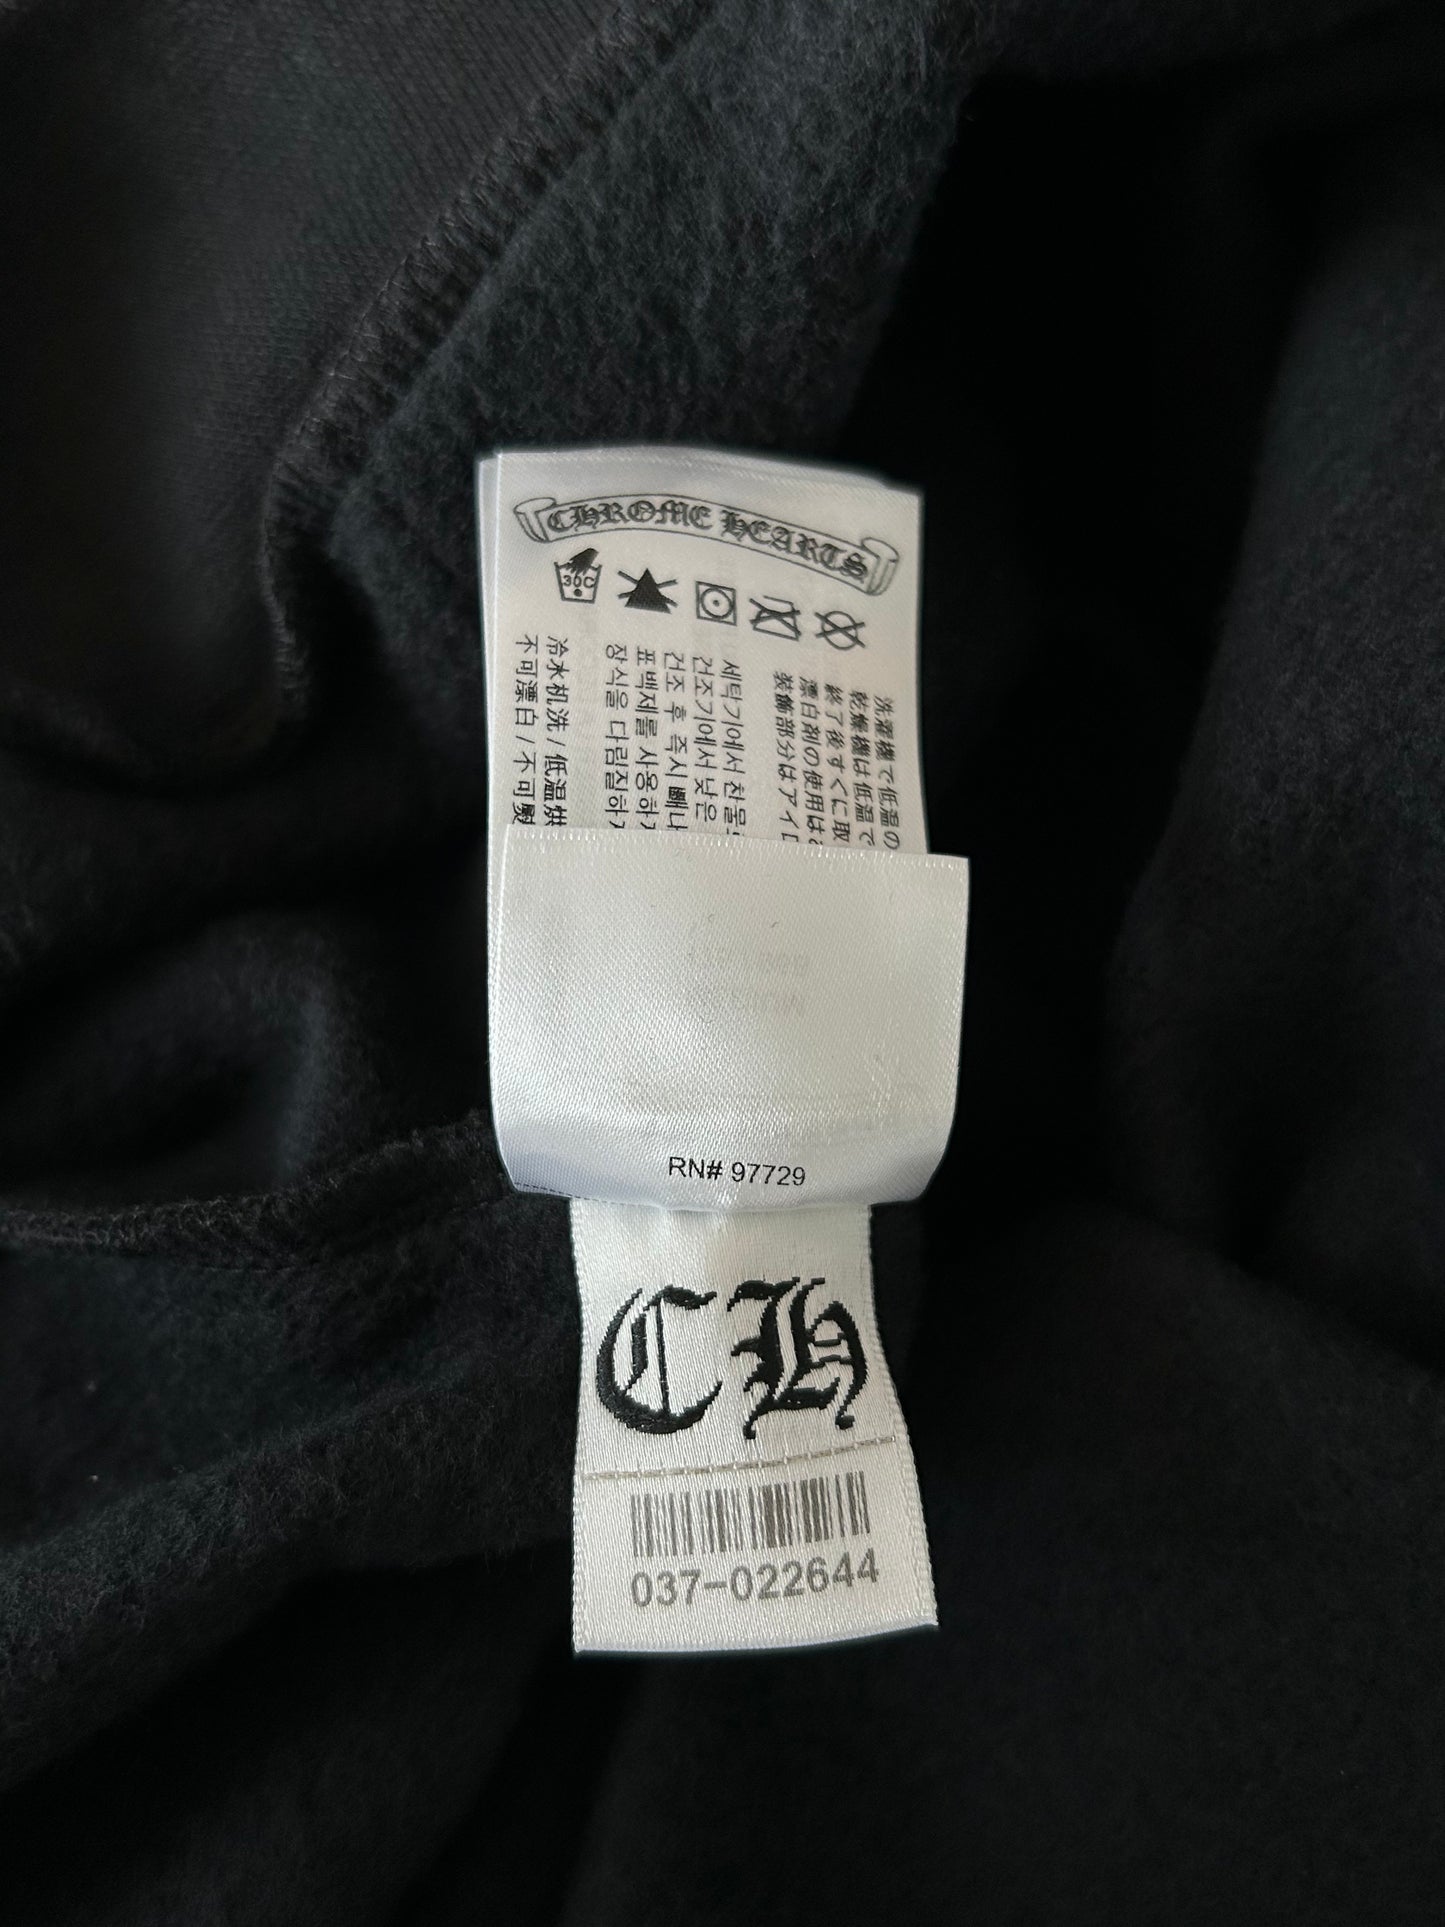 CHROME HEARTS
30C
洗濯機で低温の
乾燥機は低温で
終了後すぐに取
漂白剤の使用は
装飾部分はアイ
세탁기에서 찬물
건조기에서 낮은
건조 후 즉시 빼
표백제를 사용하
장식을 다림질하
冷水机洗 / 低温烘
不可漂白 / 不可熨
RN# 97729
CH
037-022644